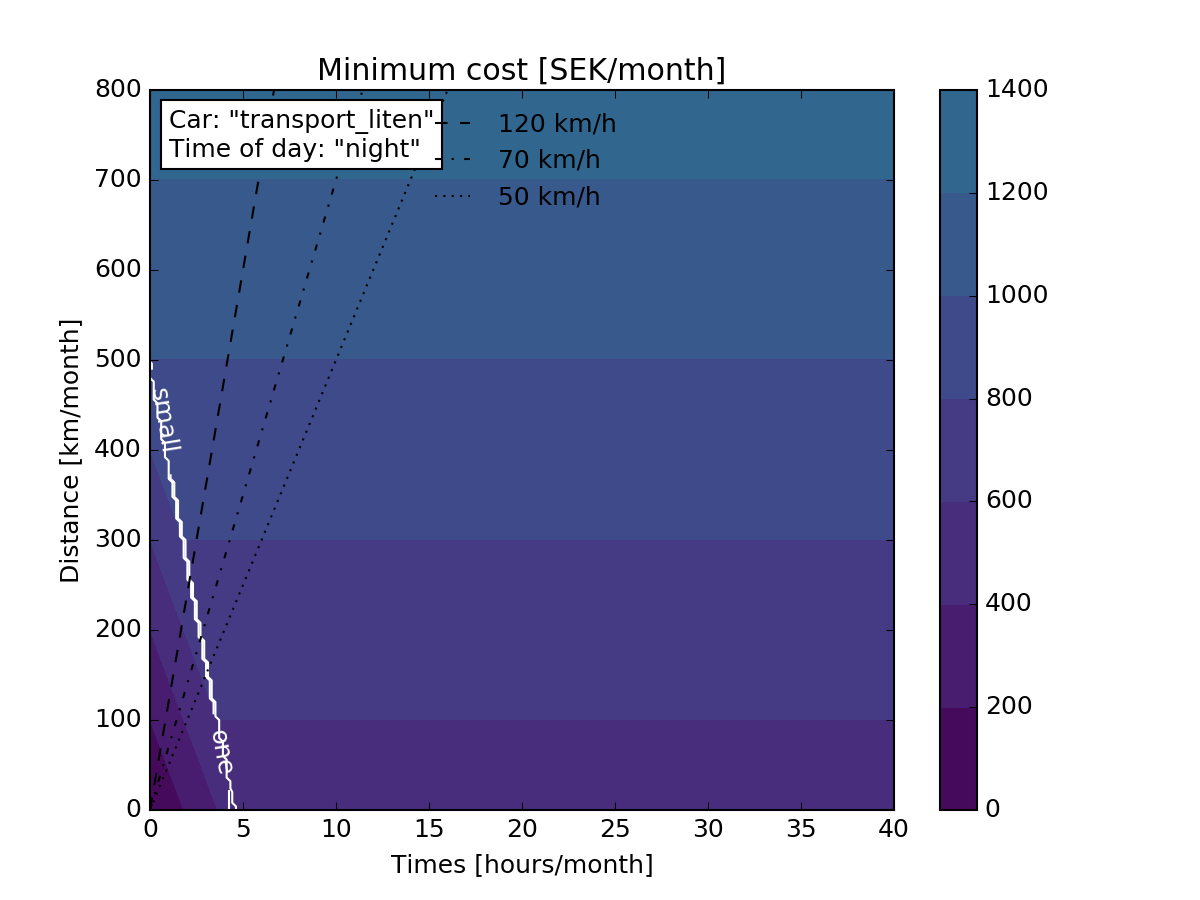 Minimum cost [SEK/month]
Car: "transport_liten"
Time of day: "night"
120 km/h
70 km/h
50 km/h
small
one
800
700
600
500
400
300
200
100
0
Distance [km/month]
0 5 10 15 20 25 30 35 40
Times [hours/month]
1400
1200
1000
800
600
400
200
0